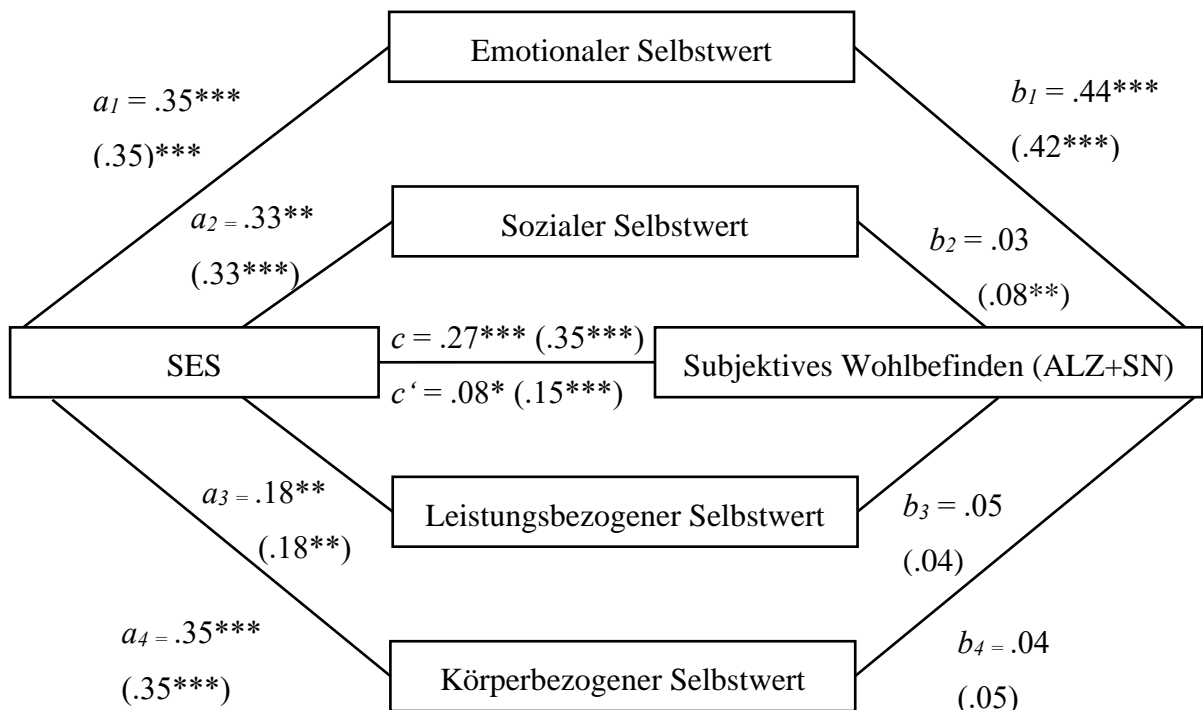 Emotionaler Selbstwert
a1 = .35***
(.35)***
b1 = .44***
(.42***)
Sozialer Selbstwert
a2 = .33**
(.33***)
b2 = .03
(.08**)
SES
c = .27*** (.35***)
c‘ = .08* (.15***)
Subjektives Wohlbefinden (ALZ+SN)
a3 = .18**
(.18**)
Leistungsbezogener Selbstwert
b3 = .05
(.04)
a4 = .35***
(.35***)
Körperbezogener Selbstwert
b4 = .04
(.05)